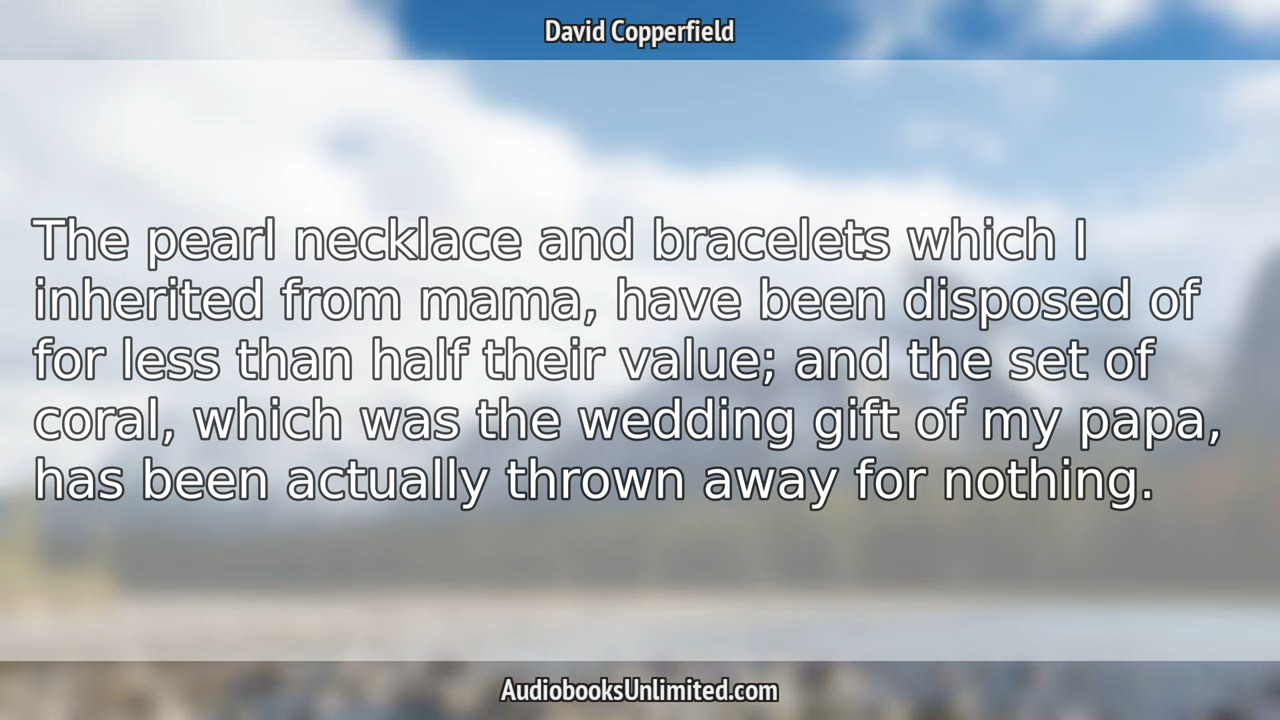 David Copperfield
The pearl necklace and bracelets which I
inherited from mama, have been disposed of
for less than half their value; and the set of
coral, which was the wedding gift of my papa,
has been actually thrown away for nothing.
AudiobooksUnlimited.com